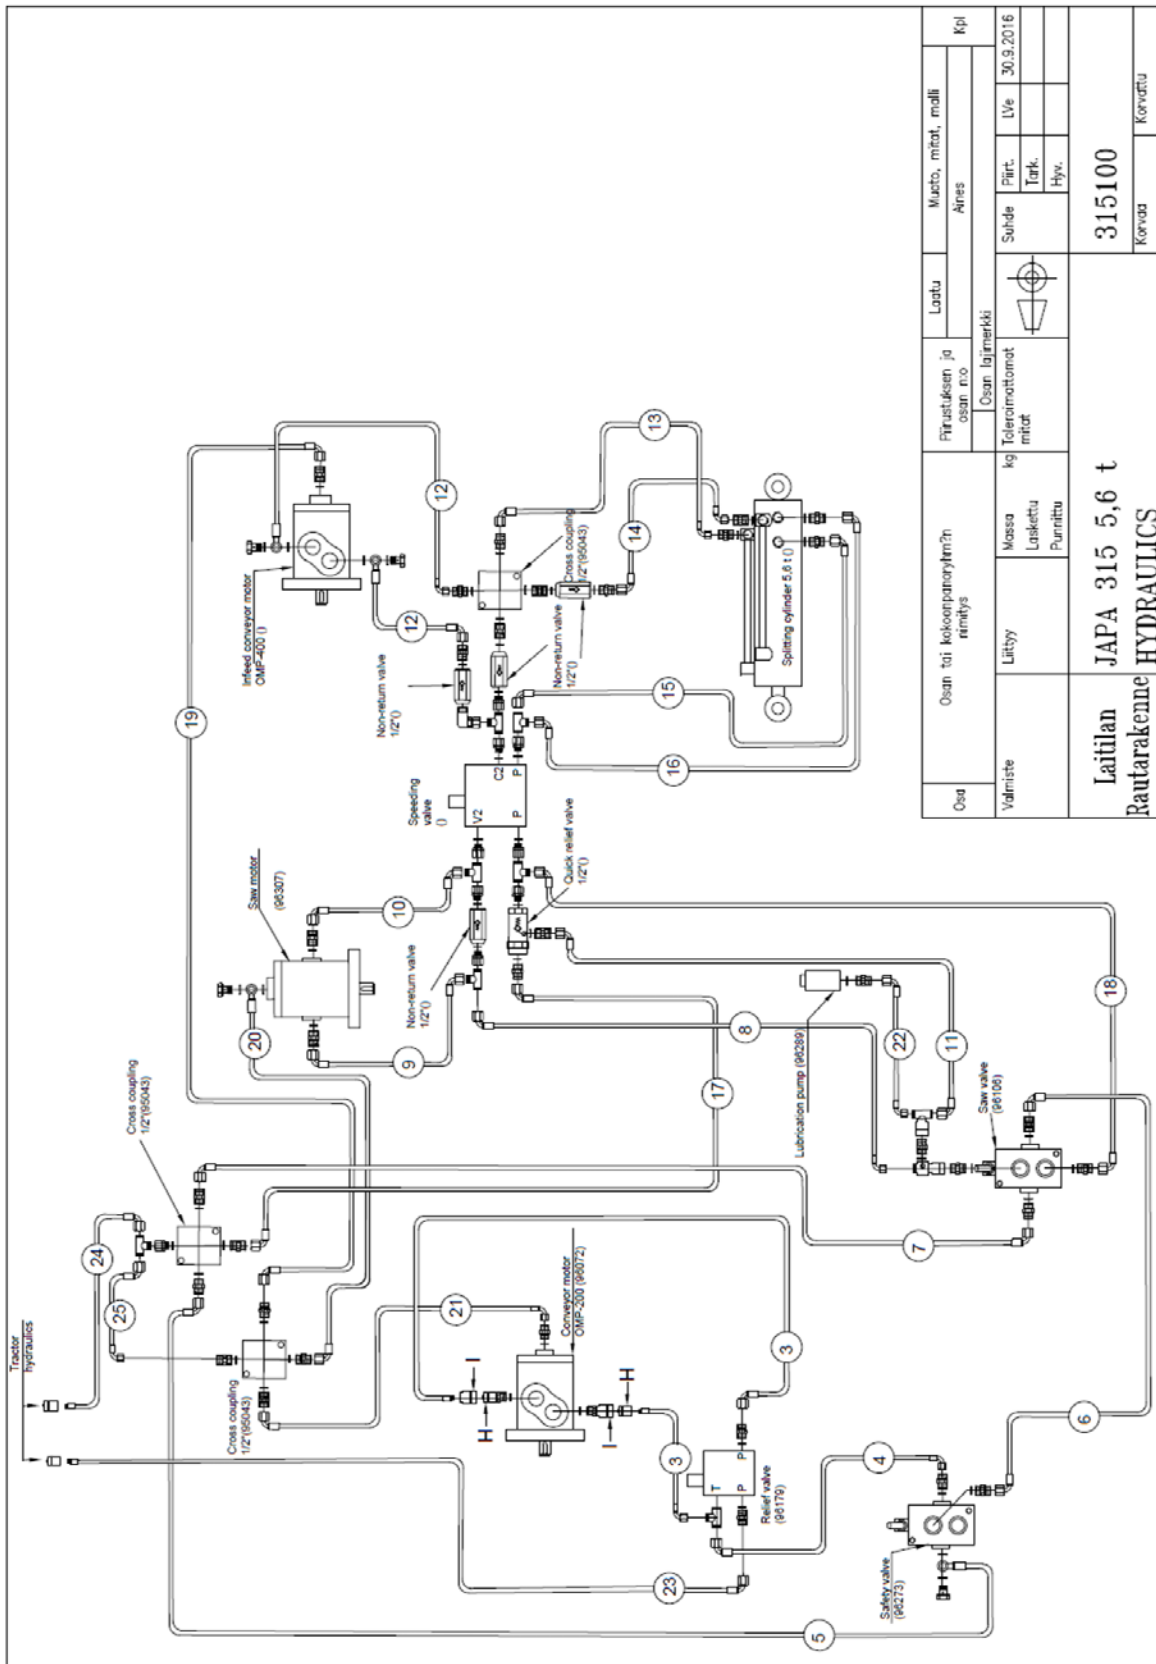 Tractor
hydraulics
24
25
Cross coupling
1/2"(95043)
Cross coupling
1/2"(95043)
19
20
Saw motor
(96307)
Infeed conveyor motor
OMP-400 ()
12
12
Non-return valve
1/2"()
9
10
Non-return valve
1/2"()
Speeding
valve
()
V2
C2
P
P
Quick relief valve
1/2"()
Non-return valve
1/2"()
Cross coupling
1/2"(95043)
13
14
15
16
Splitting cylinder 5,6 t ()
21
Conveyor motor
OMP-200 (96072)
I
H
H
I
3
3
T
P
P
Relief valve
(96179)
23
4
5
6
7
8
17
Safety valve
(96273)
Lubrication pump (96289)
22
11
18
Saw valve
(96106)
Osa
Osan tai kokoonpanoryhm?n
nimitys
Piirustuksen ja
osan n:o
Osan lajimerkki
Laatu
Muoto, mitat, malli
Aines
Kpl
Valmiste
Liittyy
Massa kg
Laskettu
Punnittu
Toleroimattomat
mitat
Suhde
Piirt.
LVe
30.9.2016
Tark.
Hyv.
Laitilan
Rautarakenne
JAPA 315 5,6 t
HYDRAULICS
315100
Korvaa
Korvattu